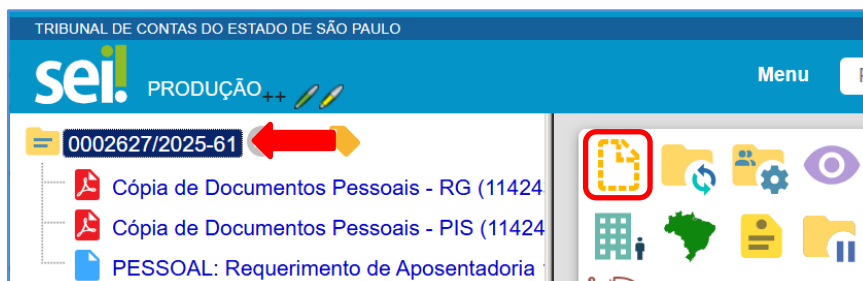 TRIBUNAL DE CONTAS DO ESTADO DE SÃO PAULO
sei!
PRODUÇÃO++
Menu
0002627/2025-61
Cópia de Documentos Pessoais - RG (11424
Cópia de Documentos Pessoais - PIS (11424
PESSOAL: Requerimento de Aposentadoria